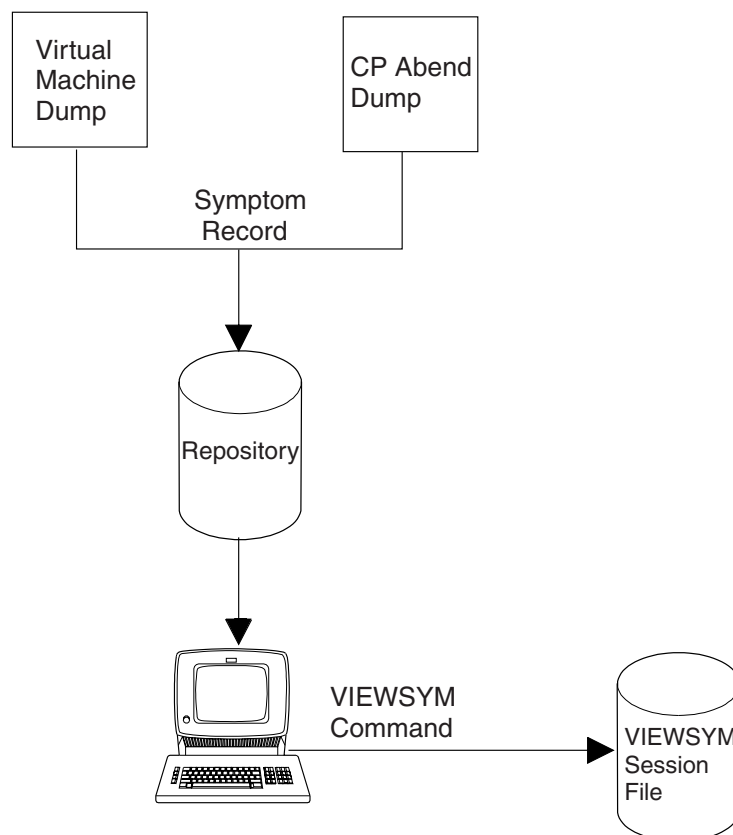 Virtual
Machine
Dump
CP Abend
Dump
Symptom
Record
Repository
VIEWSYM
Command
VIEWSYM
Session
File